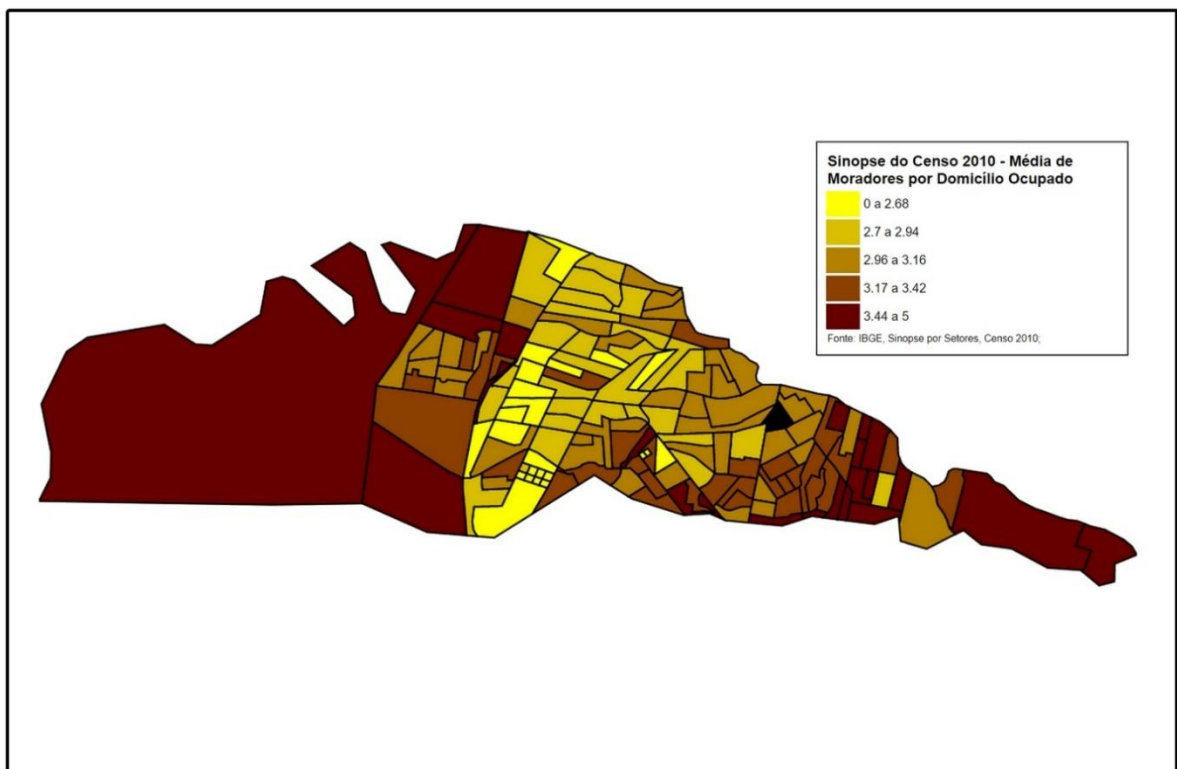 Sinopse do Censo 2010 - Média de
Moradores por Domicílio Ocupado
0 a 2.68
2.7 a 2.94
2.96 a 3.16
3.17 a 3.42
3.44 a 5
Fonte: IBGE, Sinopse por Setores, Censo 2010;